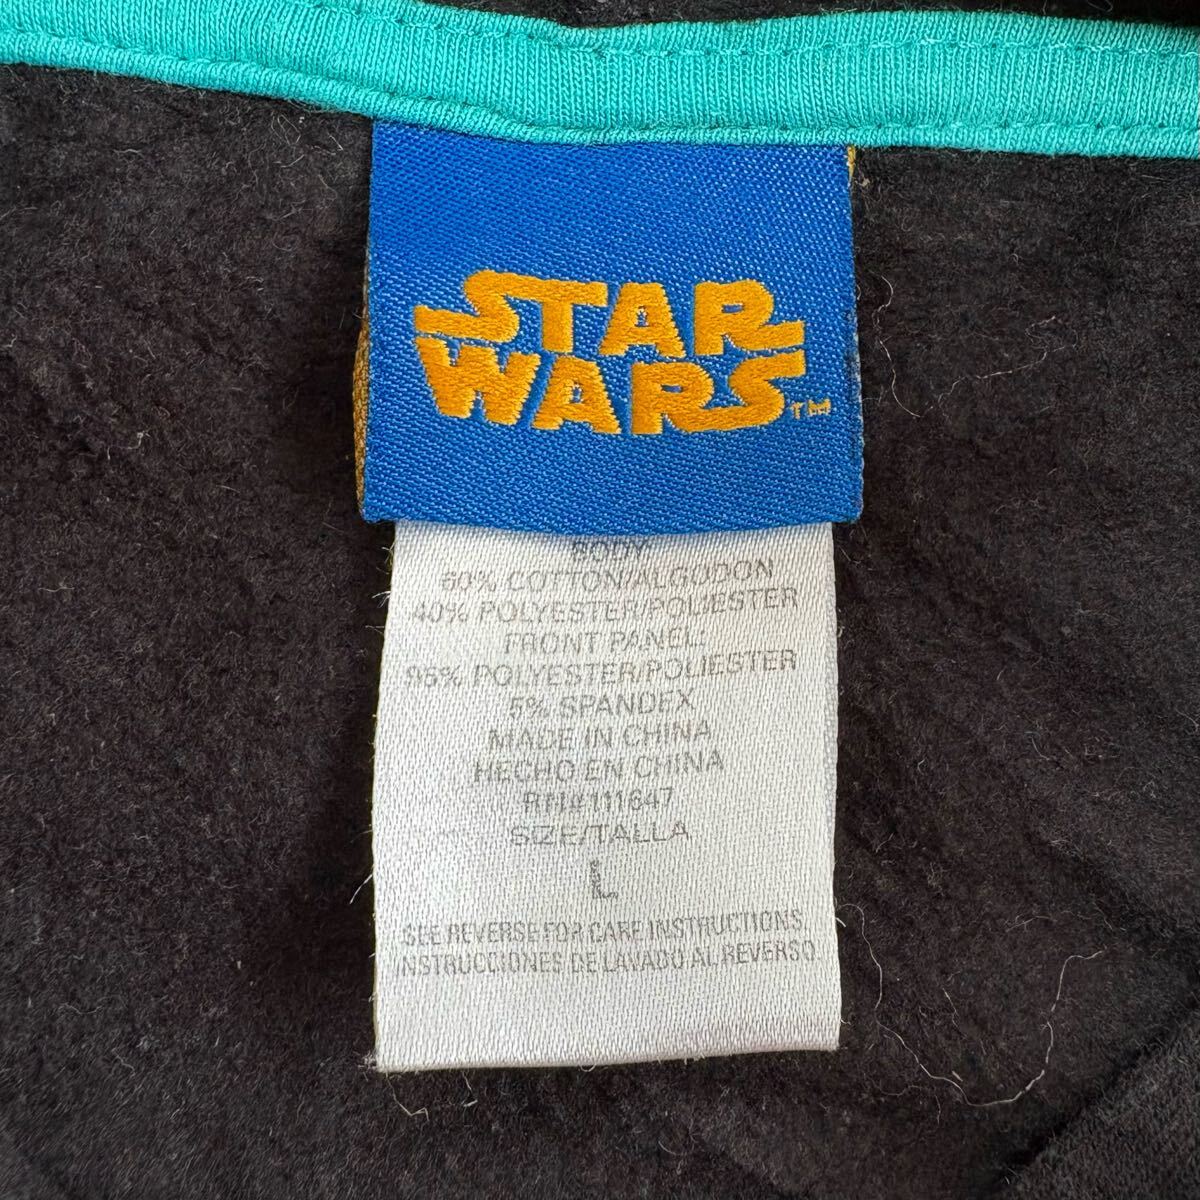 STAR
WARS TM
BODY:
60% COTTON/ALGODON
40% POLYESTER/POLIESTER
FRONT PANEL:
95% POLYESTER/POLIESTER
5% SPANDEX
MADE IN CHINA
HECHO EN CHINA
RN#111647
SIZE/TALLA
L
SEE REVERSE FOR CARE INSTRUCTIONS
INSTRUCCIONES DE LAVADO AL REVERSO